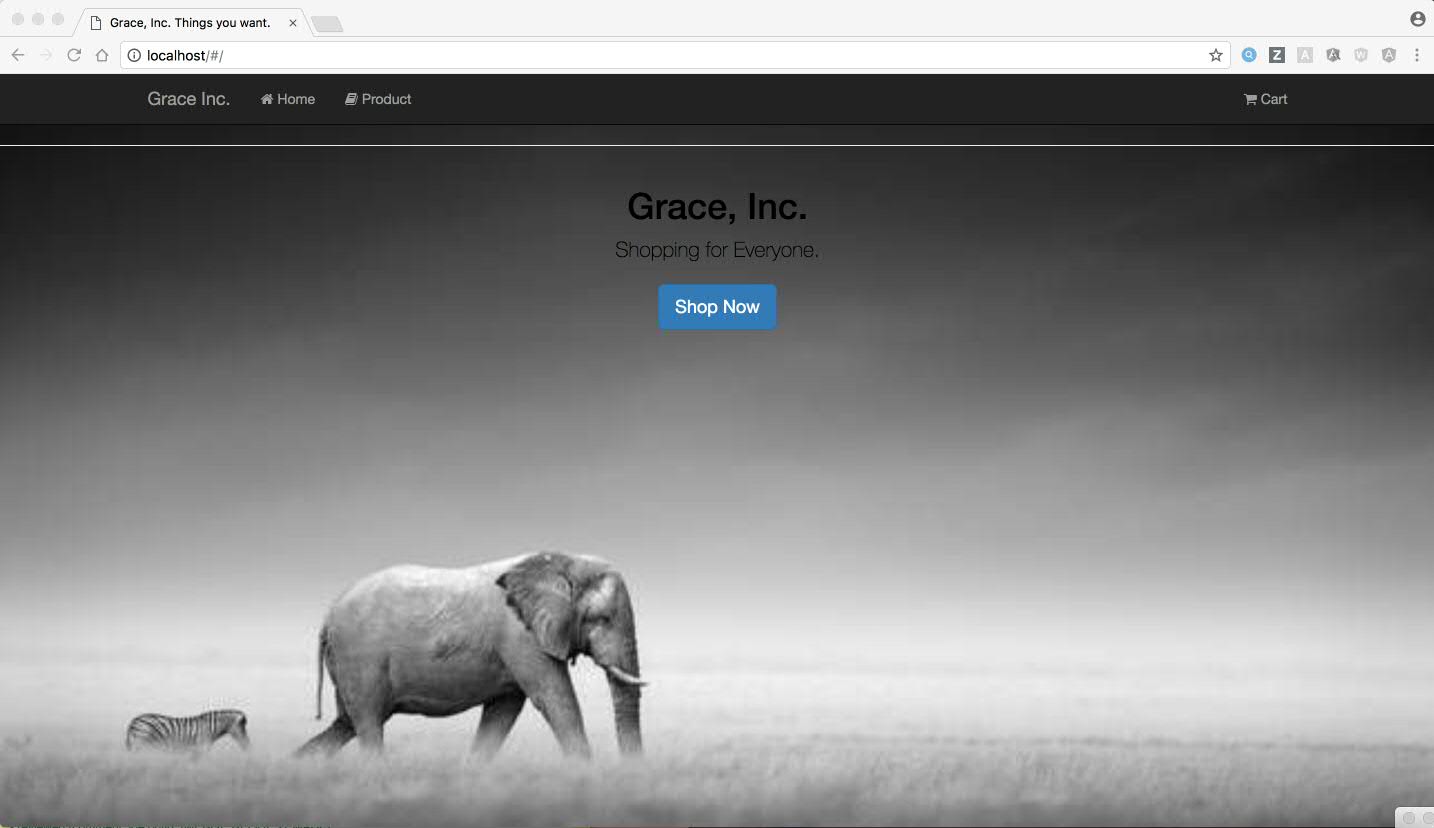 Grace, Inc. Things you want.
localhost/#/
Grace Inc. Home Product Cart
Grace, Inc.
Shopping for Everyone.
Shop Now